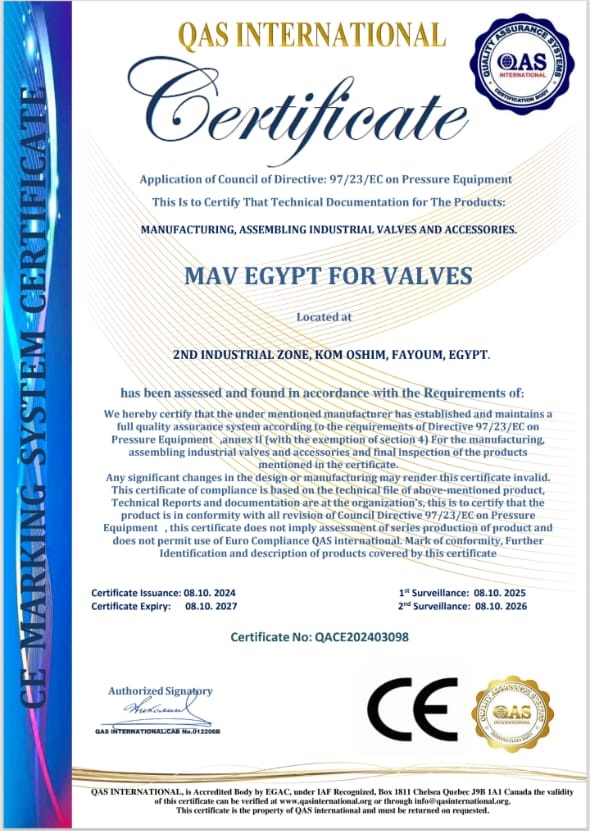 QAS INTERNATIONAL
QUALITY ASSURANCE SYSTEMS
QAS
INTERNATIONAL
CERTIFICATION BODY
Certificate
CE MARKING SYSTEM CERTIFICATE
Application of Council of Directive: 97/23/EC on Pressure Equipment
This Is to Certify That Technical Documentation for The Products:
MANUFACTURING, ASSEMBLING INDUSTRIAL VALVES AND ACCESSORIES.
MAV EGYPT FOR VALVES
Located at
2ND INDUSTRIAL ZONE, KOM OSHIM, FAYOUM, EGYPT.
has been assessed and found in accordance with the Requirements of:
We hereby certify that the under mentioned manufacturer has established and maintains a
full quality assurance system according to the requirements of Directive 97/23/EC on
Pressure Equipment ,annex II (with the exemption of section 4) For the manufacturing,
assembling industrial valves and accessories and final inspection of the products
mentioned in the certificate.
Any significant changes in the design or manufacturing may render this certificate invalid.
This certificate of compliance is based on the technical file of above-mentioned product,
Technical Reports and documentation are at the organization's, this is to certify that the
product is in conformity with all revision of Council Directive 97/23/EC on Pressure
Equipment , this certificate does not imply assessment of series production of product and
does not permit use of Euro Compliance QAS international. Mark of conformity, Further
Identification and description of products covered by this certificate
Certificate Issuance: 08.10. 2024
1st Surveillance: 08.10. 2025
Certificate Expiry: 08.10. 2027
2nd Surveillance: 08.10. 2026
Certificate No: QACE202403098
Authorized Signatory
QAS INTERNATIONAL/CAB No.012206B
CE
QUALITY ASSURANCE SYSTEMS
QAS
INTERNATIONAL
CERTIFICATION BODY
QAS INTERNATIONAL, is Accredited Body by EGAC, under IAF Recognized, Box 1811 Chelsea Quebec J9B 1A1 Canada the validity
of this certificate can be verified at www.qasinternational.org or through info@qasinternational.org.
This certificate is the property of QAS international and must be returned on requested.